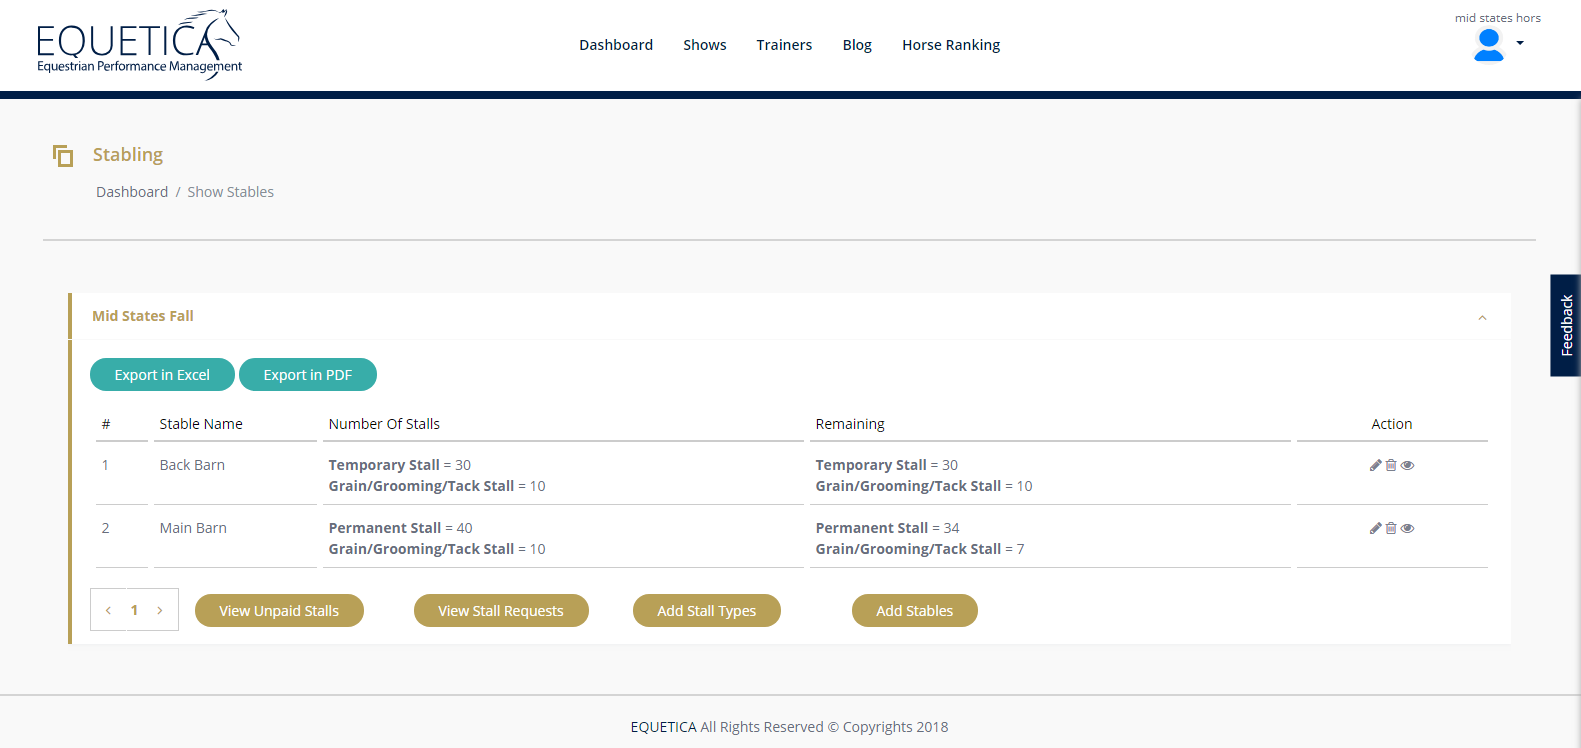 mid states hors
EQUETICA
Equestrian Performance Management
Dashboard Shows Trainers Blog Horse Ranking
Stabling
Dashboard / Show Stables
Feedback
Mid States Fall
Export in Excel Export in PDF
# Stable Name Number Of Stalls Remaining Action
1 Back Barn Temporary Stall = 30 Temporary Stall = 30
Grain/Grooming/Tack Stall = 10 Grain/Grooming/Tack Stall = 10
2 Main Barn Permanent Stall = 40 Permanent Stall = 34
Grain/Grooming/Tack Stall = 10 Grain/Grooming/Tack Stall = 7
‹ 1 › View Unpaid Stalls View Stall Requests Add Stall Types Add Stables
EQUETICA All Rights Reserved © Copyrights 2018